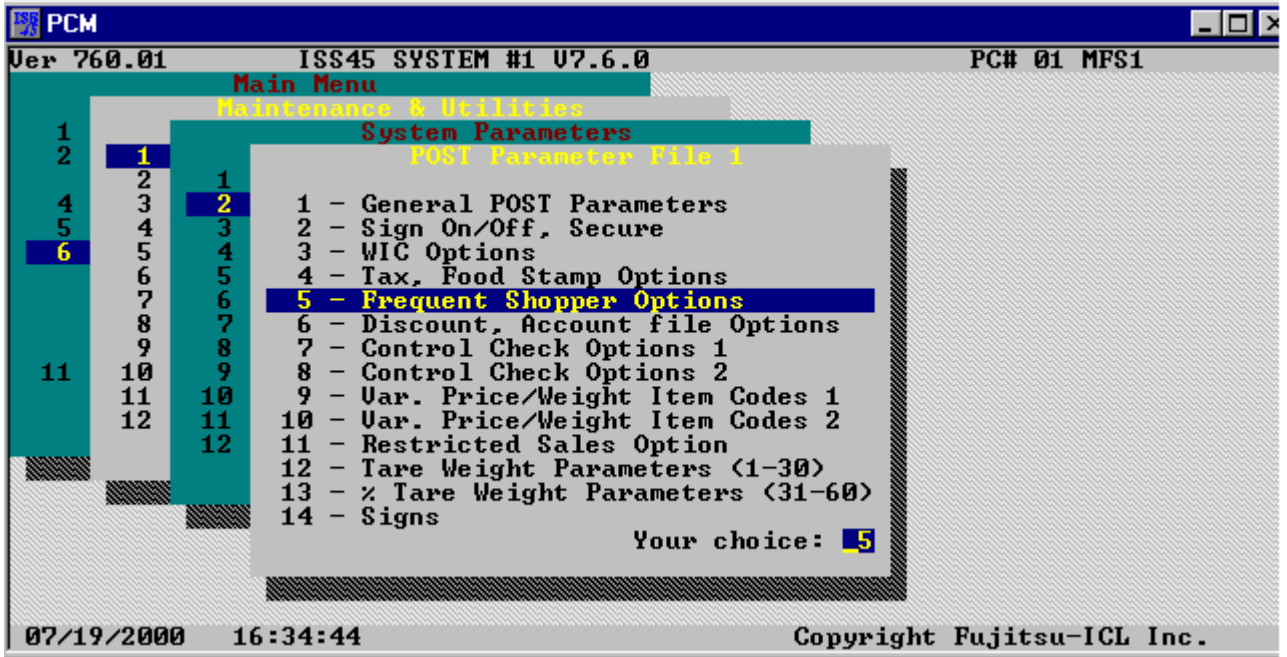 ISS 45 PCM
Ver 760.01 ISS45 SYSTEM #1 V7.6.0 PC# 01 MFS1
Main Menu
Maintenance & Utilities
1 System Parameters
2 1 POST Parameter File 1
2 1
4 3 2 1 - General POST Parameters
5 4 3 2 - Sign On/Off, Secure
6 5 4 3 - WIC Options
6 5 4 - Tax, Food Stamp Options
7 6 5 - Frequent Shopper Options
8 7 6 - Discount, Account file Options
9 8 7 - Control Check Options 1
11 10 9 8 - Control Check Options 2
11 10 9 - Var. Price/Weight Item Codes 1
12 11 10 - Var. Price/Weight Item Codes 2
12 11 - Restricted Sales Option
12 - Tare Weight Parameters (1-30)
13 - % Tare Weight Parameters (31-60)
14 - Signs
Your choice: 5
07/19/2000 16:34:44 Copyright Fujitsu-ICL Inc.